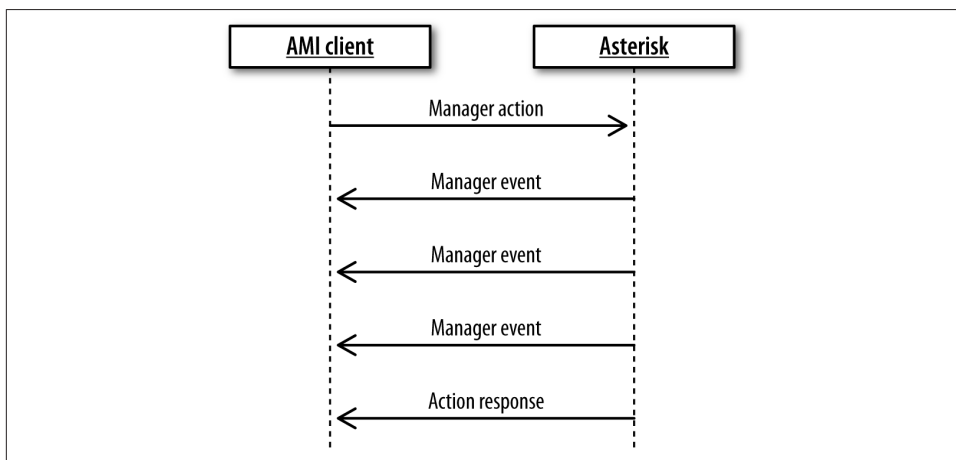 AMI client
Asterisk
Manager action
Manager event
Manager event
Manager event
Action response